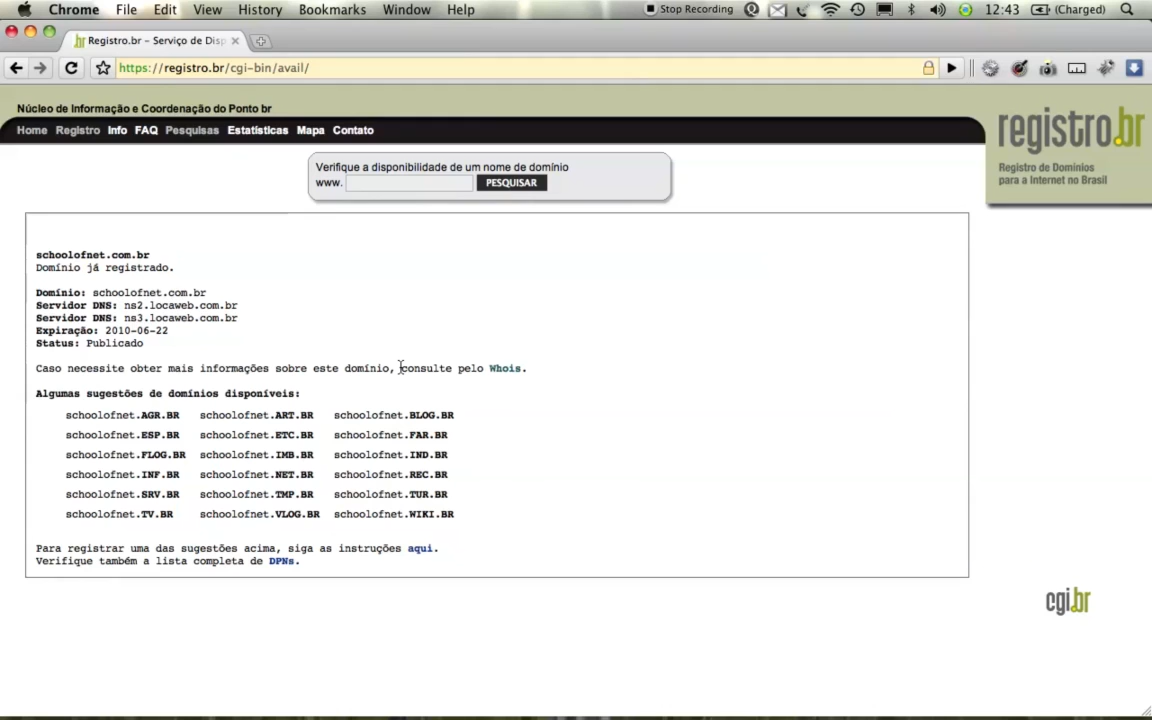 Chrome File Edit View History Bookmarks Window Help Stop Recording 12:43 (Charged)
Registro.br – Serviço de Disp
https://registro.br/cgi-bin/avail/
Núcleo de Informação e Coordenação do Ponto br
Home Registro Info FAQ Pesquisas Estatísticas Mapa Contato
registro.br
Registro de Domínios
para a Internet no Brasil
Verifique a disponibilidade de um nome de domínio
www. PESQUISAR
schoolofnet.com.br
Domínio já registrado.
Domínio: schoolofnet.com.br
Servidor DNS: ns2.locaweb.com.br
Servidor DNS: ns3.locaweb.com.br
Expiração: 2010-06-22
Status: Publicado
Caso necessite obter mais informações sobre este domínio, consulte pelo Whois.
Algumas sugestões de domínios disponíveis:
schoolofnet.AGR.BR schoolofnet.ART.BR schoolofnet.BLOG.BR
schoolofnet.ESP.BR schoolofnet.ETC.BR schoolofnet.FAR.BR
schoolofnet.FLOG.BR schoolofnet.IMB.BR schoolofnet.IND.BR
schoolofnet.INF.BR schoolofnet.NET.BR schoolofnet.REC.BR
schoolofnet.SRV.BR schoolofnet.TMP.BR schoolofnet.TUR.BR
schoolofnet.TV.BR schoolofnet.VLOG.BR schoolofnet.WIKI.BR
Para registrar uma das sugestões acima, siga as instruções aqui.
Verifique também a lista completa de DPNs.
cgi.br